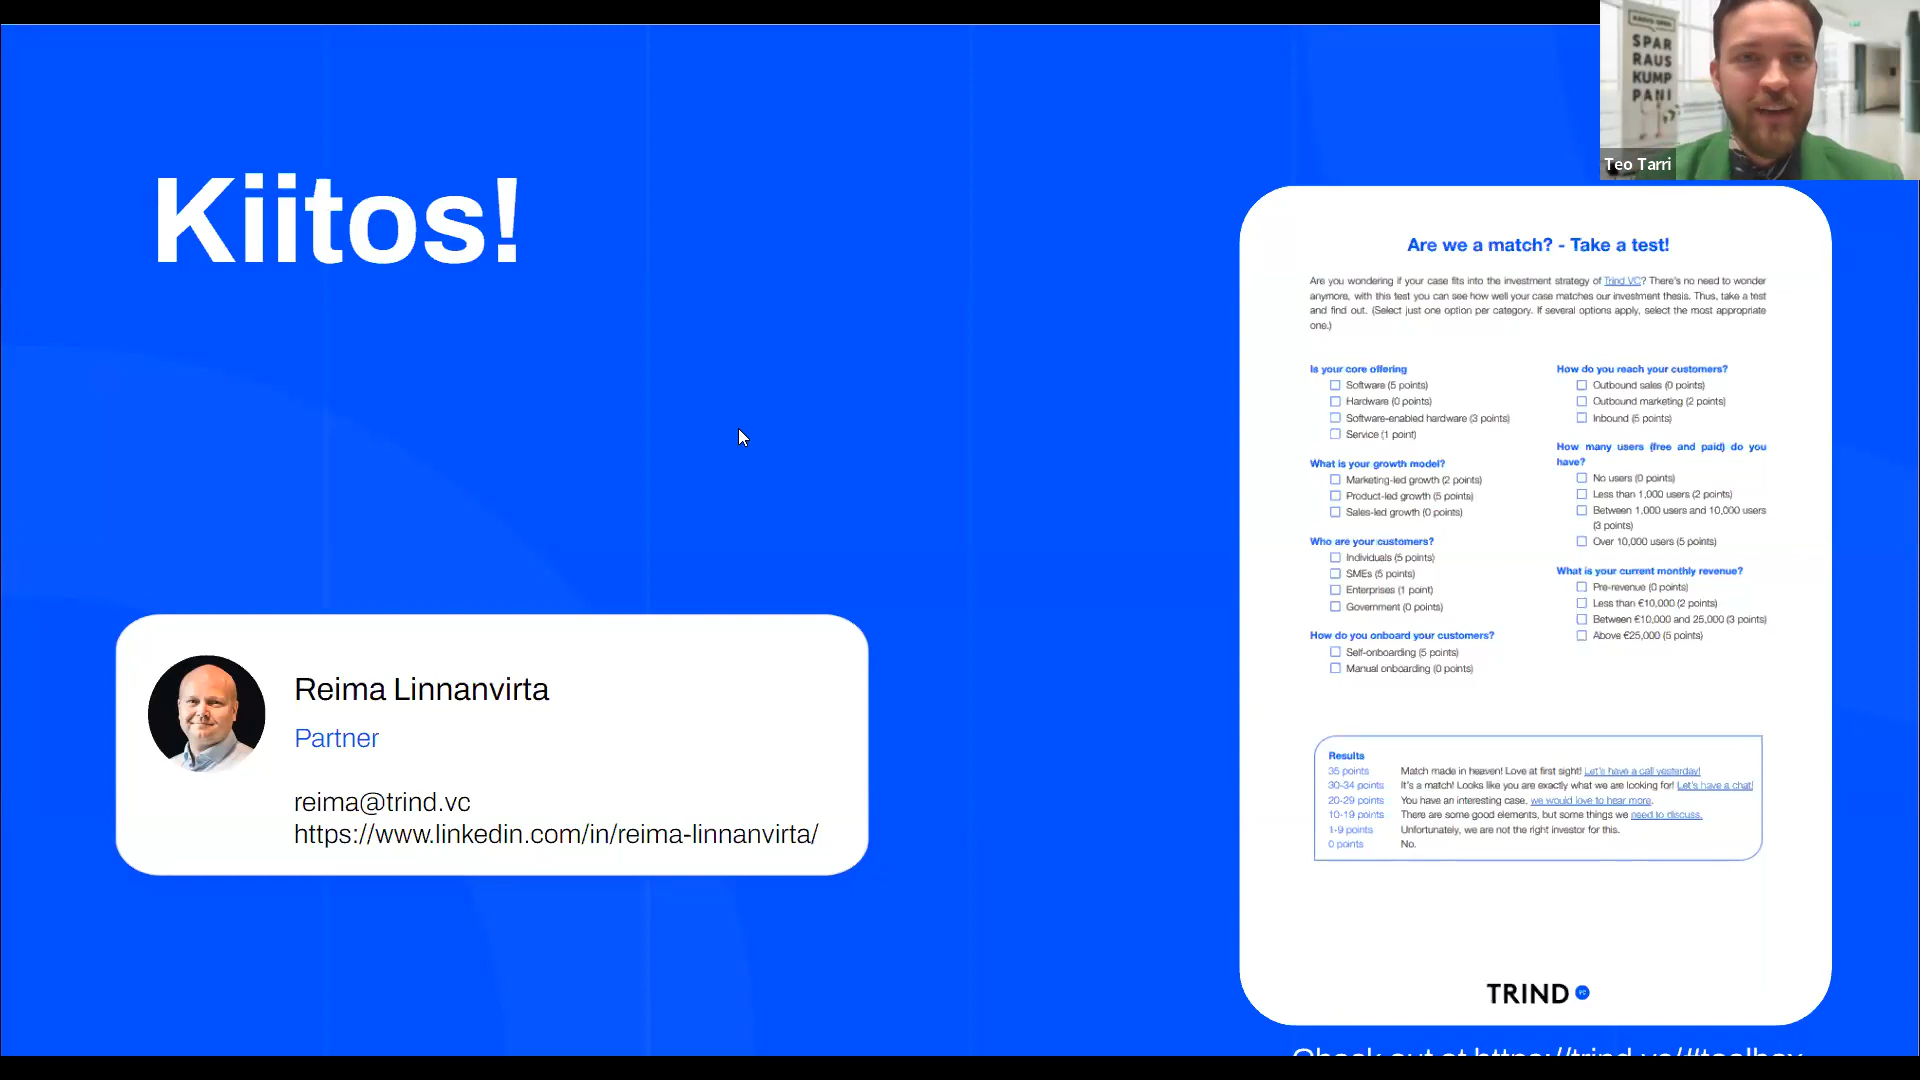 SPAR
RAUS
KUMP
PANI
Teo Tarri
Kiitos!
Reima Linnanvirta
Partner
reima@trind.vc
https://www.linkedin.com/in/reima-linnanvirta/
Are we a match? - Take a test!
Are you wondering if your case fits into the investment strategy of Trind VC? There's no need to wonder
anymore, with this test you can see how well your case matches our investment thesis. Thus, take a test
and find out. (Select just one option per category. If several options apply, select the most appropriate
one.)
Is your core offering
Software (5 points)
Hardware (0 points)
Software-enabled hardware (3 points)
Service (1 point)
What is your growth model?
Marketing-led growth (2 points)
Product-led growth (5 points)
Sales-led growth (0 points)
Who are your customers?
Individuals (5 points)
SMEs (5 points)
Enterprises (1 point)
Government (0 points)
How do you onboard your customers?
Self-onboarding (5 points)
Manual onboarding (0 points)
How do you reach your customers?
Outbound sales (0 points)
Outbound marketing (2 points)
Inbound (5 points)
How many users (free and paid) do you
have?
No users (0 points)
Less than 1,000 users (2 points)
Between 1,000 users and 10,000 users
(3 points)
Over 10,000 users (5 points)
What is your current monthly revenue?
Pre-revenue (0 points)
Less than €10,000 (2 points)
Between €10,000 and 25,000 (3 points)
Above €25,000 (5 points)
Results
35 points Match made in heaven! Love at first sight! Let's have a call yesterday!
30-34 points It's a match! Looks like you are exactly what we are looking for! Let's have a chat!
20-29 points You have an interesting case, we would love to hear more.
10-19 points There are some good elements, but some things we need to discuss.
1-9 points Unfortunately, we are not the right investor for this.
0 points No.
TRIND
Check out at https://trind.vc/#toolbox